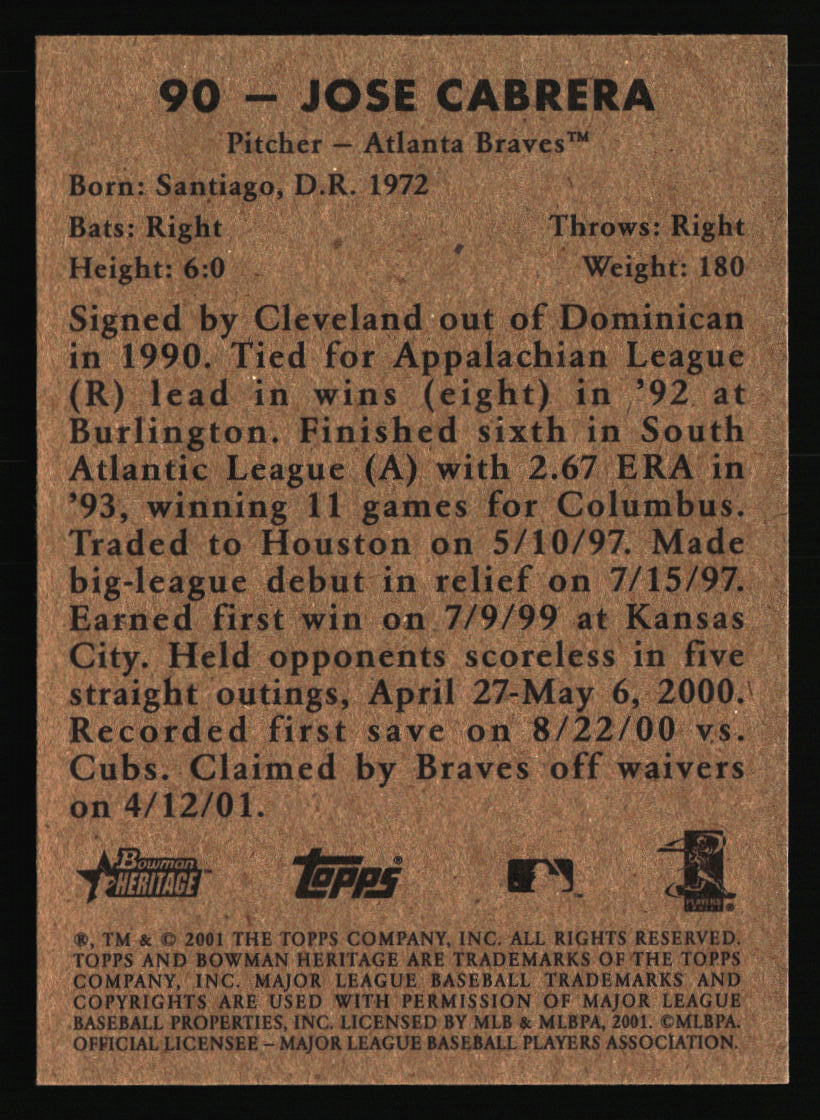 90 – JOSE CABRERA
Pitcher – Atlanta Braves™
Born: Santiago, D.R. 1972
Bats: Right Throws: Right
Height: 6:0 Weight: 180
Signed by Cleveland out of Dominican
in 1990. Tied for Appalachian League
(R) lead in wins (eight) in ’92 at
Burlington. Finished sixth in South
Atlantic League (A) with 2.67 ERA in
’93, winning 11 games for Columbus.
Traded to Houston on 5/10/97. Made
big-league debut in relief on 7/15/97.
Earned first win on 7/9/99 at Kansas
City. Held opponents scoreless in five
straight outings, April 27-May 6, 2000.
Recorded first save on 8/22/00 vs.
Cubs. Claimed by Braves off waivers
on 4/12/01.
Bowman HERITAGE™ Topps® PLAYERS ®
®, TM & © 2001 THE TOPPS COMPANY, INC. ALL RIGHTS RESERVED.
TOPPS AND BOWMAN HERITAGE ARE TRADEMARKS OF THE TOPPS
COMPANY, INC. MAJOR LEAGUE BASEBALL TRADEMARKS AND
COPYRIGHTS ARE USED WITH PERMISSION OF MAJOR LEAGUE
BASEBALL PROPERTIES, INC. LICENSED BY MLB & MLBPA, 2001. ©MLBPA.
OFFICIAL LICENSEE – MAJOR LEAGUE BASEBALL PLAYERS ASSOCIATION.